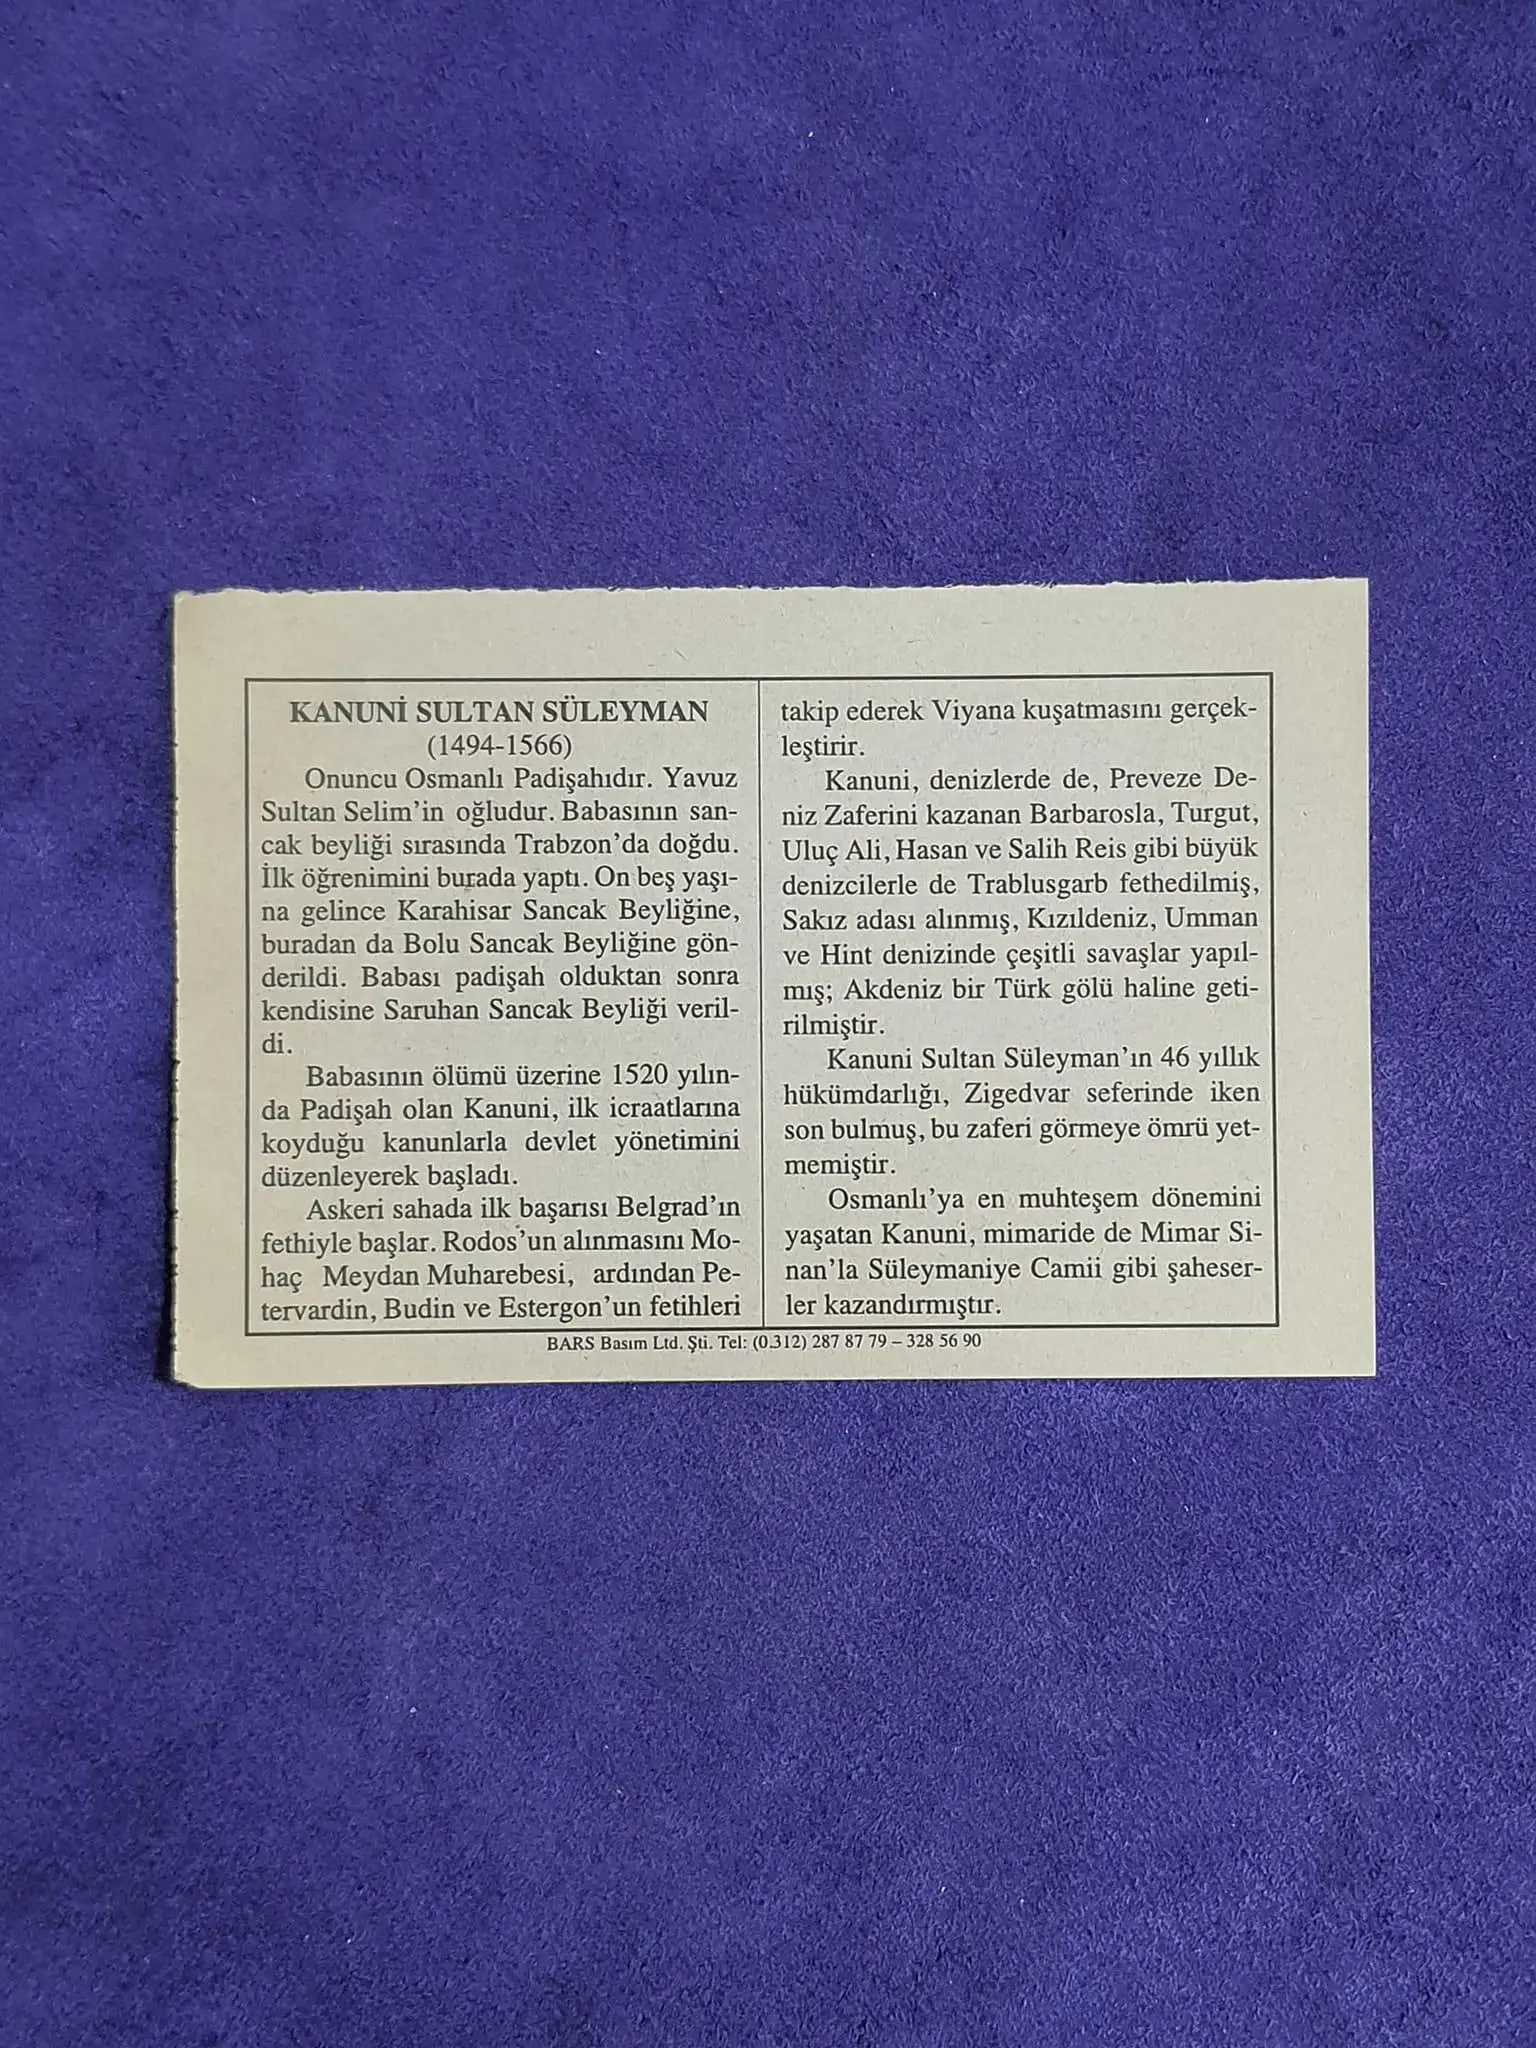 KANUNİ SULTAN SÜLEYMAN
(1494-1566)
Onuncu Osmanlı Padişahıdır. Yavuz
Sultan Selim'in oğludur. Babasının san-
cak beyliği sırasında Trabzon'da doğdu.
İlk öğrenimini burada yaptı. On beş yaşı-
na gelince Karahisar Sancak Beyliğine,
buradan da Bolu Sancak Beyliğine gön-
derildi. Babası padişah olduktan sonra
kendisine Saruhan Sancak Beyliği veril-
di.
Babasının ölümü üzerine 1520 yılın-
da Padişah olan Kanuni, ilk icraatlarına
koyduğu kanunlarla devlet yönetimini
düzenleyerek başladı.
Askeri sahada ilk başarısı Belgrad'ın
fethiyle başlar. Rodos'un alınmasını Mo-
haç Meydan Muharebesi, ardından Pe-
tervardin, Budin ve Estergon'un fetihleri
takip ederek Viyana kuşatmasını gerçek-
leştirir.
Kanuni, denizlerde de, Preveze De-
niz Zaferini kazanan Barbarosla, Turgut,
Uluç Ali, Hasan ve Salih Reis gibi büyük
denizcilerle de Trablusgarb fethedilmiş,
Sakız adası alınmış, Kızıldeniz, Umman
ve Hint denizinde çeşitli savaşlar yapıl-
mış; Akdeniz bir Türk gölü haline geti-
rilmiştir.
Kanuni Sultan Süleyman'ın 46 yıllık
hükümdarlığı, Zigedvar seferinde iken
son bulmuş, bu zaferi görmeye ömrü yet-
memiştir.
Osmanlı'ya en muhteşem dönemini
yaşatan Kanuni, mimaride de Mimar Si-
nan'la Süleymaniye Camii gibi şaheser-
ler kazandırmıştır.
BARS Basım Ltd. Şti. Tel: (0.312) 287 87 79 – 328 56 90